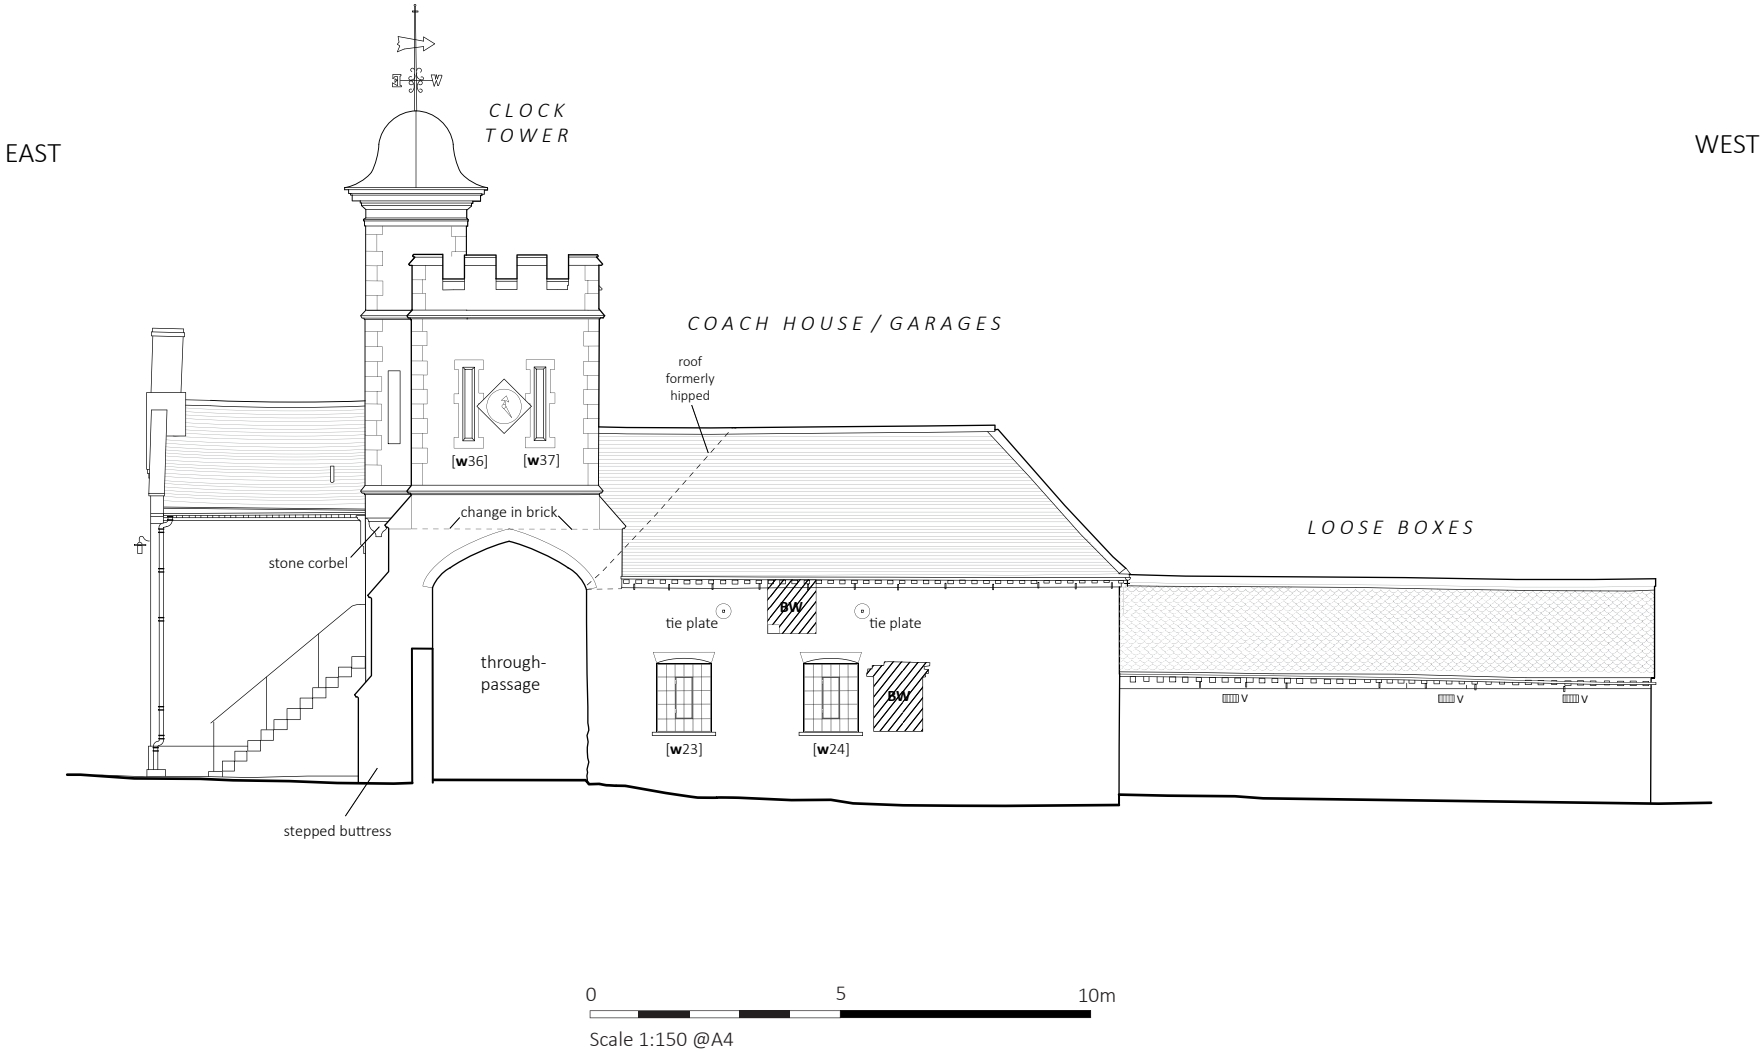 E W
CLOCK
TOWER
EAST
WEST
COACH HOUSE / GARAGES
roof
formerly
hipped
[w36]
[w37]
change in brick
LOOSE BOXES
stone corbel
BW
tie plate
tie plate
through-
passage
BW
V
V
V
[w23]
[w24]
stepped buttress
0
5
10m
Scale 1:150 @A4